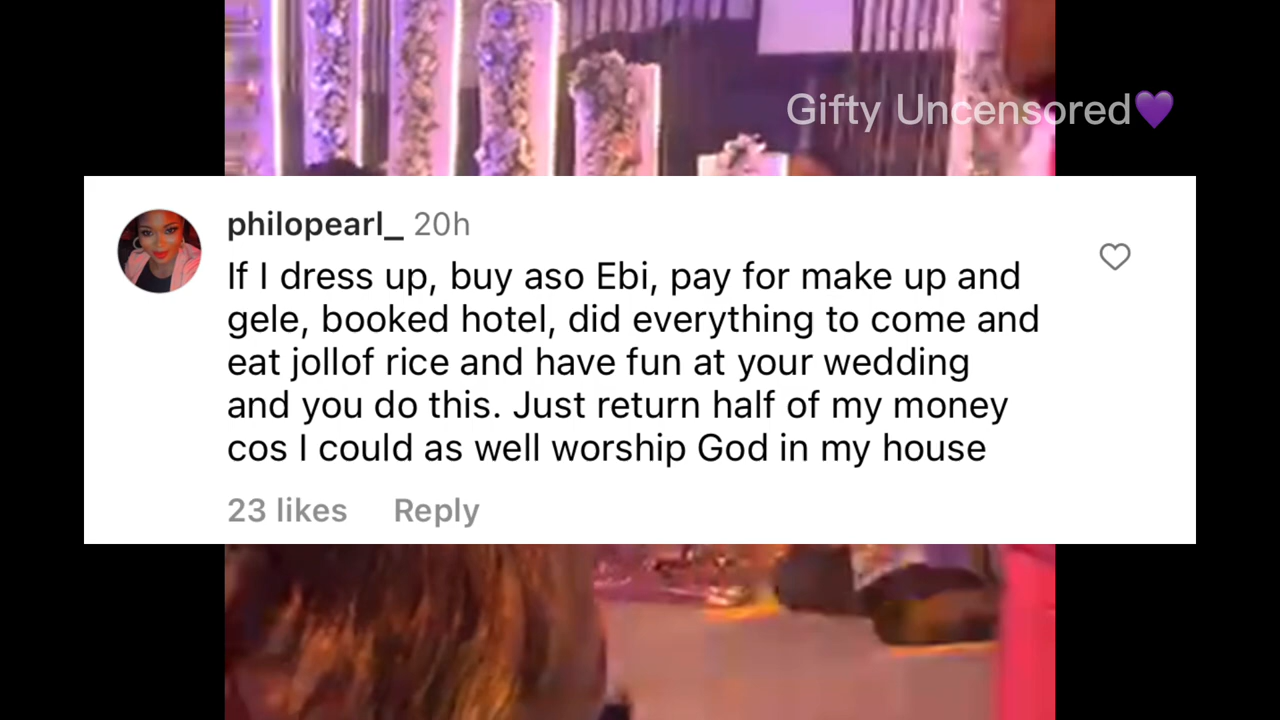 Gifty Uncensored💜
philopearl_ 20h
If I dress up, buy aso Ebi, pay for make up and
gele, booked hotel, did everything to come and
eat jollof rice and have fun at your wedding
and you do this. Just return half of my money
cos I could as well worship God in my house
23 likes Reply